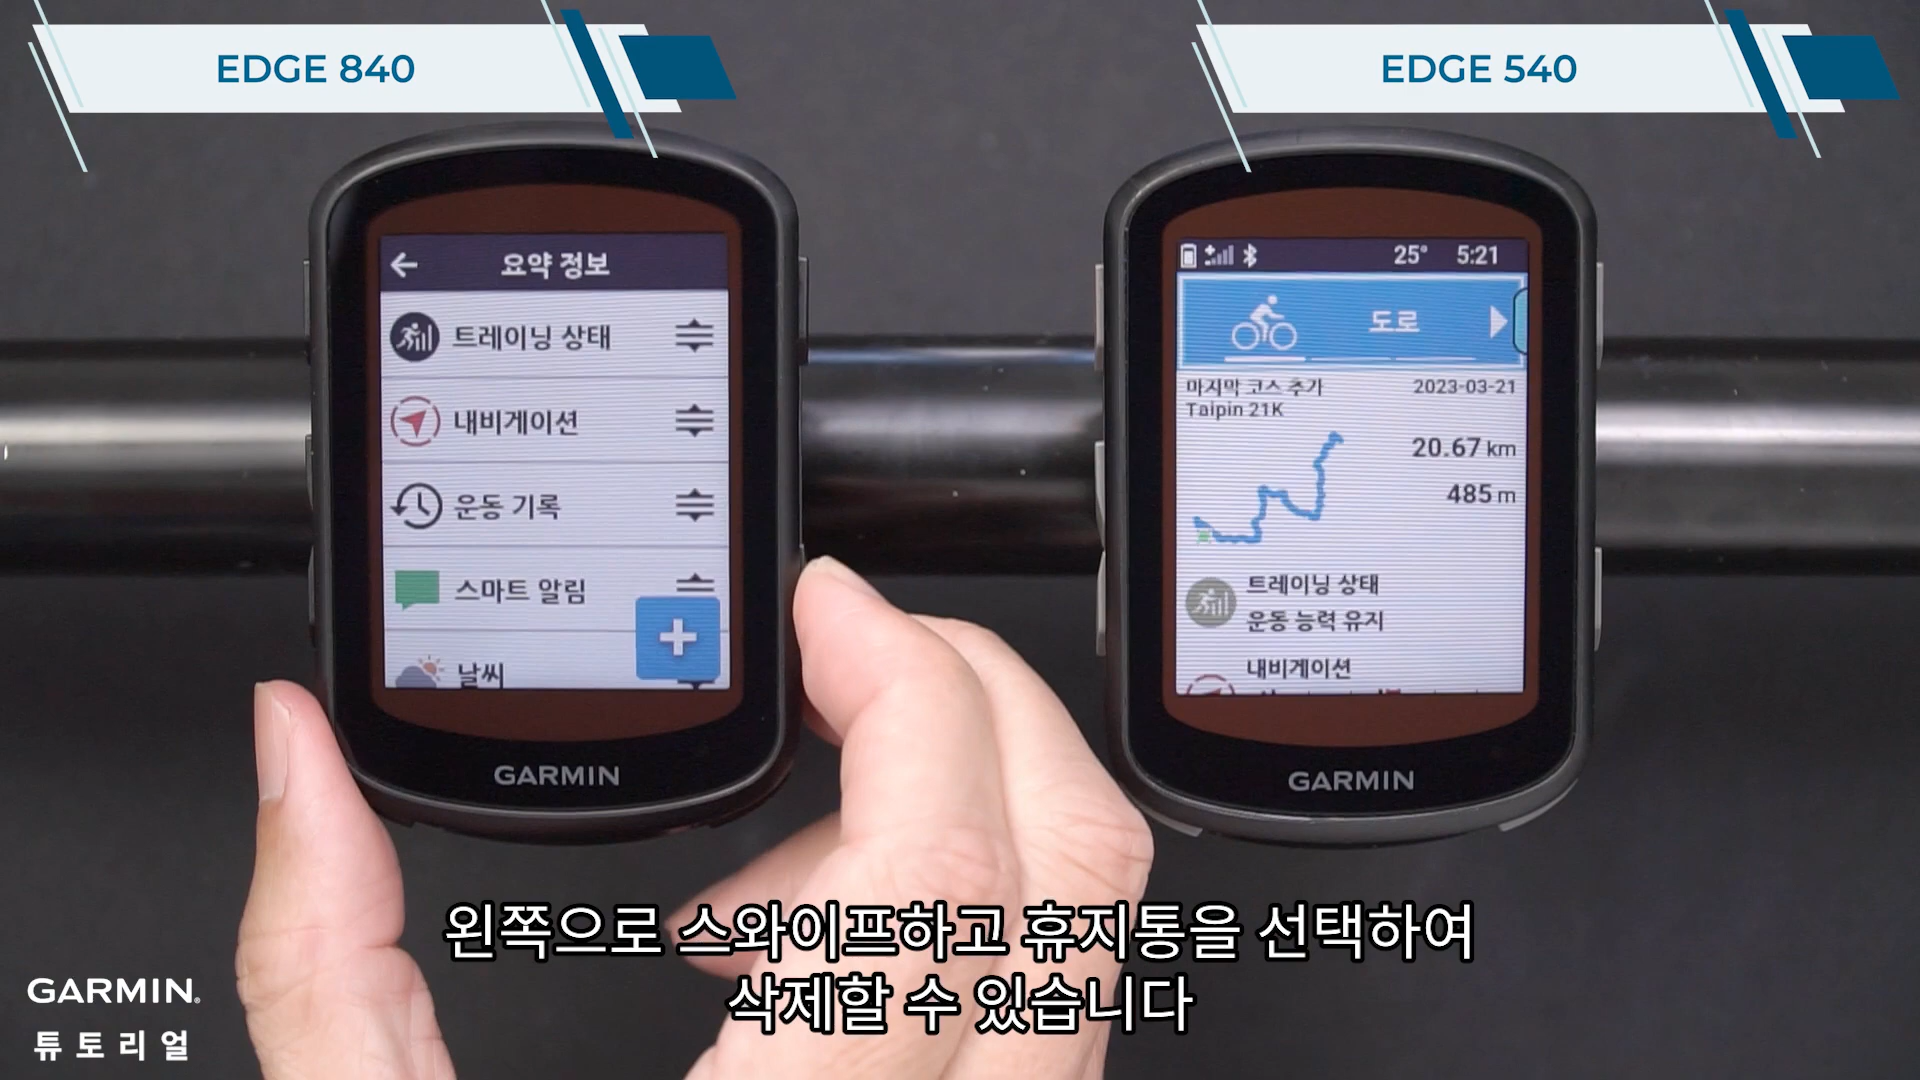 EDGE 840
EDGE 540
요약 정보
트레이닝 상태
내비게이션
운동 기록
스마트 알림
날씨
GARMIN
25° 5:21
도로
마지막 코스 추가 2023-03-21
Taipin 21K
20.67 km
485 m
트레이닝 상태
운동 능력 유지
내비게이션
GARMIN
왼쪽으로 스와이프하고 휴지통을 선택하여
삭제할 수 있습니다
GARMIN.
튜토리얼